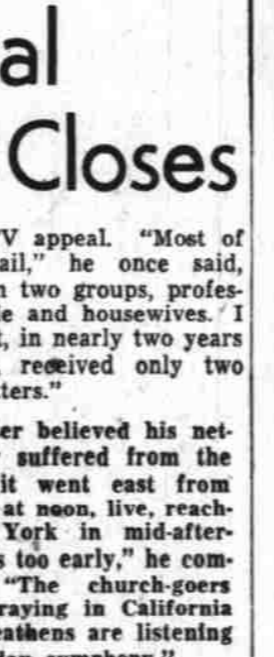 al
Closes
V appeal. "Most of
ail," he once said,
n two groups, profes-
e and housewives. I
t, in nearly two years
received only two
ters."
er believed his net-
suffered from the
it went east from
at noon, live, reach-
York in mid-after-
s too early," he com-
"The church-goers
raying in California
eathens are listening
symphony."